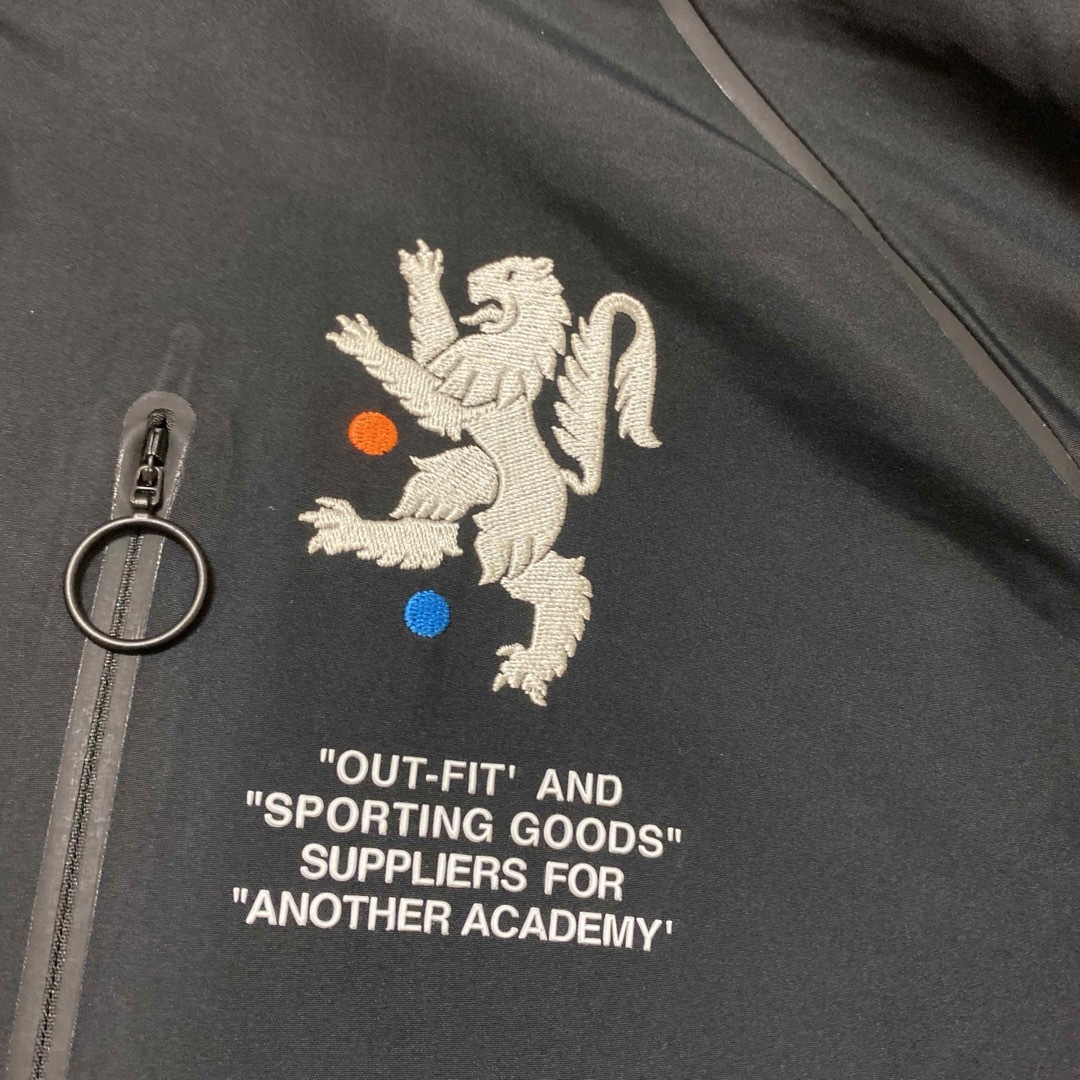 "OUT-FIT' AND
"SPORTING GOODS"
SUPPLIERS FOR
"ANOTHER ACADEMY'